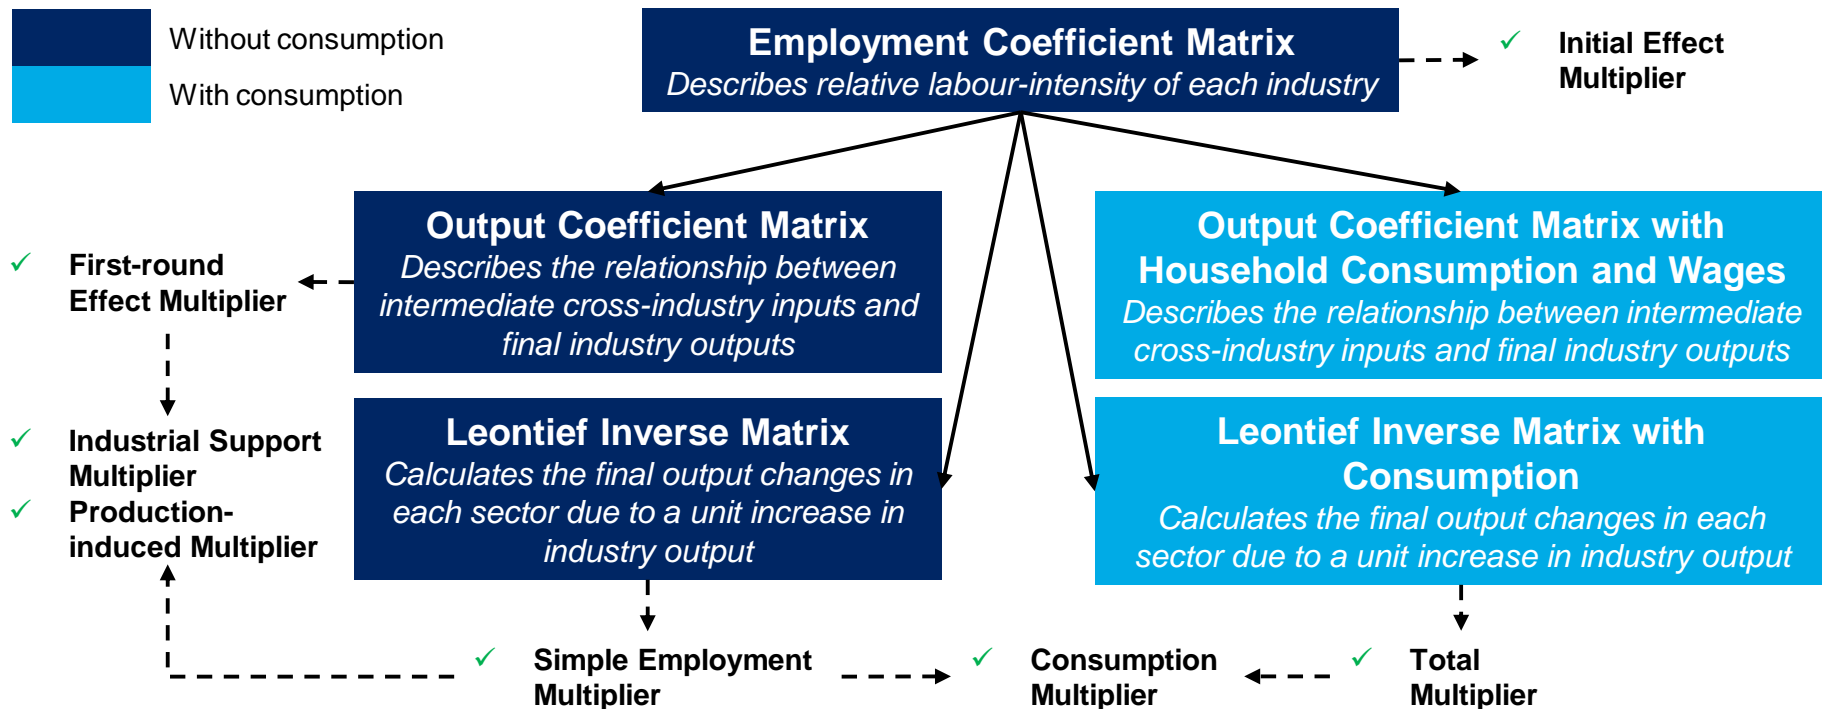 Without consumption
With consumption
Employment Coefficient Matrix
Describes relative labour-intensity of each industry
Initial Effect
Multiplier
Output Coefficient Matrix
Describes the relationship between
intermediate cross-industry inputs and
final industry outputs
Output Coefficient Matrix with
Household Consumption and Wages
Describes the relationship between intermediate
cross-industry inputs and final industry outputs
First-round
Effect Multiplier
Industrial Support
Multiplier
Production-
induced Multiplier
Leontief Inverse Matrix
Calculates the final output changes in
each sector due to a unit increase in
industry output
Leontief Inverse Matrix with
Consumption
Calculates the final output changes in each
sector due to a unit increase in industry output
Simple Employment
Multiplier
Consumption
Multiplier
Total
Multiplier